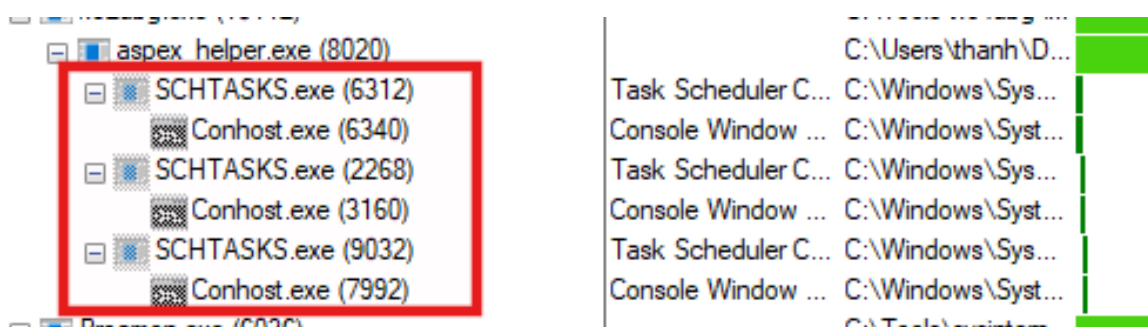 aspex_helper.exe (8020) C:\Users\thanh\D...
SCHTASKS.exe (6312) Task Scheduler C... C:\Windows\Sys...
Conhost.exe (6340) Console Window ... C:\Windows\Syst...
SCHTASKS.exe (2268) Task Scheduler C... C:\Windows\Sys...
Conhost.exe (3160) Console Window ... C:\Windows\Syst...
SCHTASKS.exe (9032) Task Scheduler C... C:\Windows\Sys...
Conhost.exe (7992) Console Window ... C:\Windows\Syst...